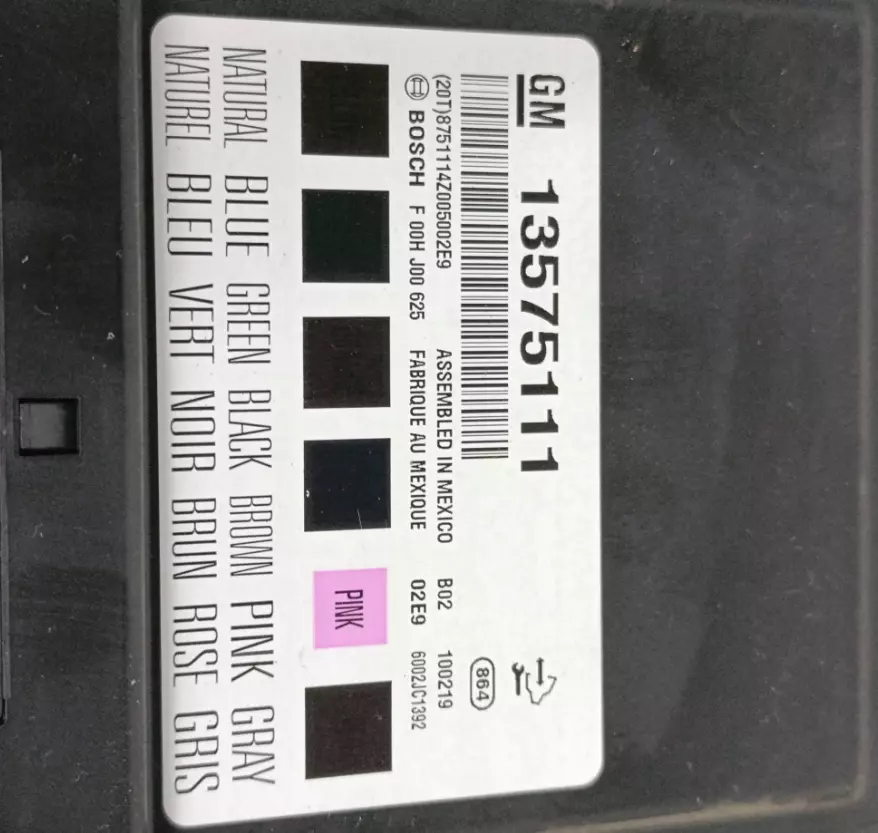 GM 13575111
864
(20T)8751114Z005002E9 ASSEMBLED IN MEXICO B02 100219
BOSCH F 00H J00 625 FABRIQUE AU MEXIQUE 02E9 6002JC1392
PINK
NATURAL BLUE GREEN BLACK BROWN PINK GRAY
NATUREL BLEU VERT NOIR BRUN ROSE GRIS